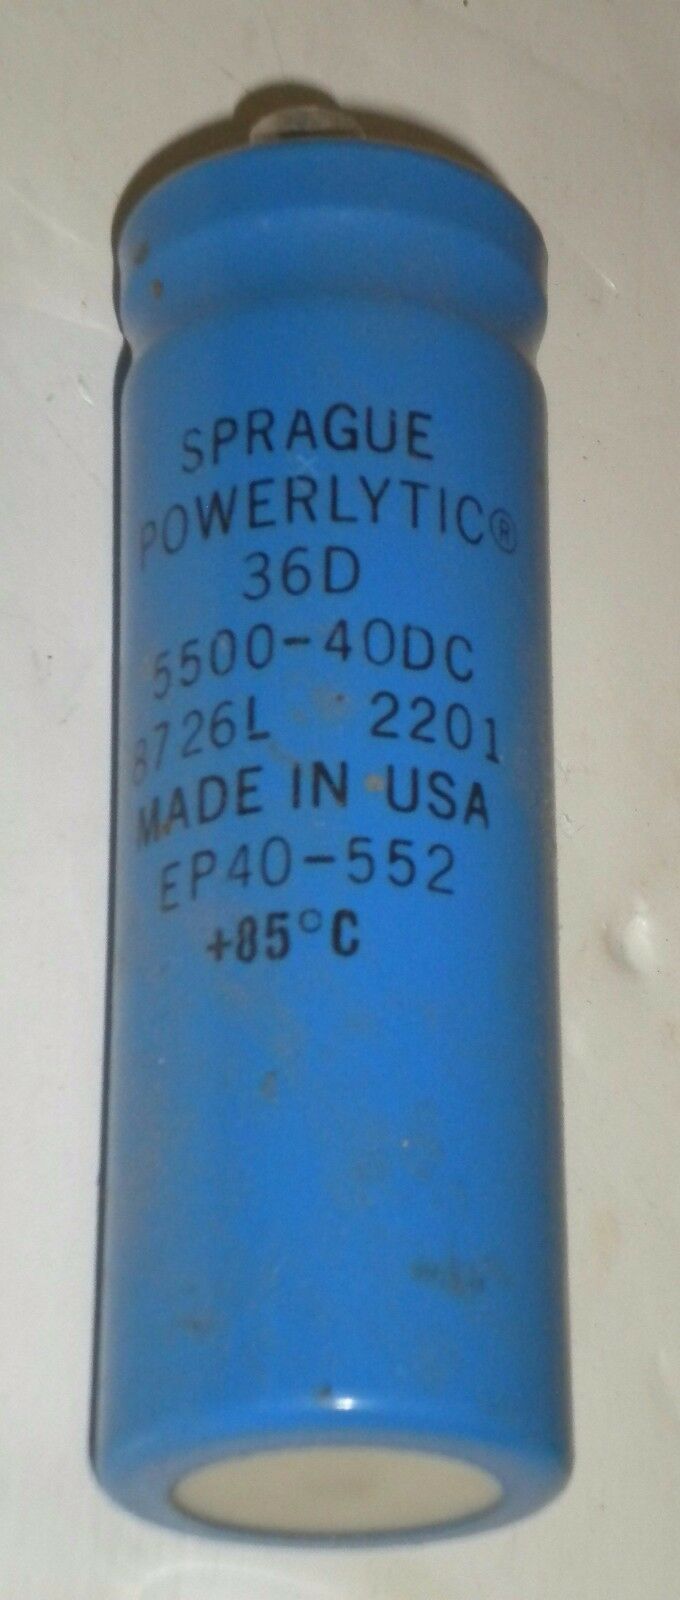 SPRAGUE
POWERLYTIC®
36D
5500-40DC
8726L 2201
MADE IN USA
EP40-552
+85°C